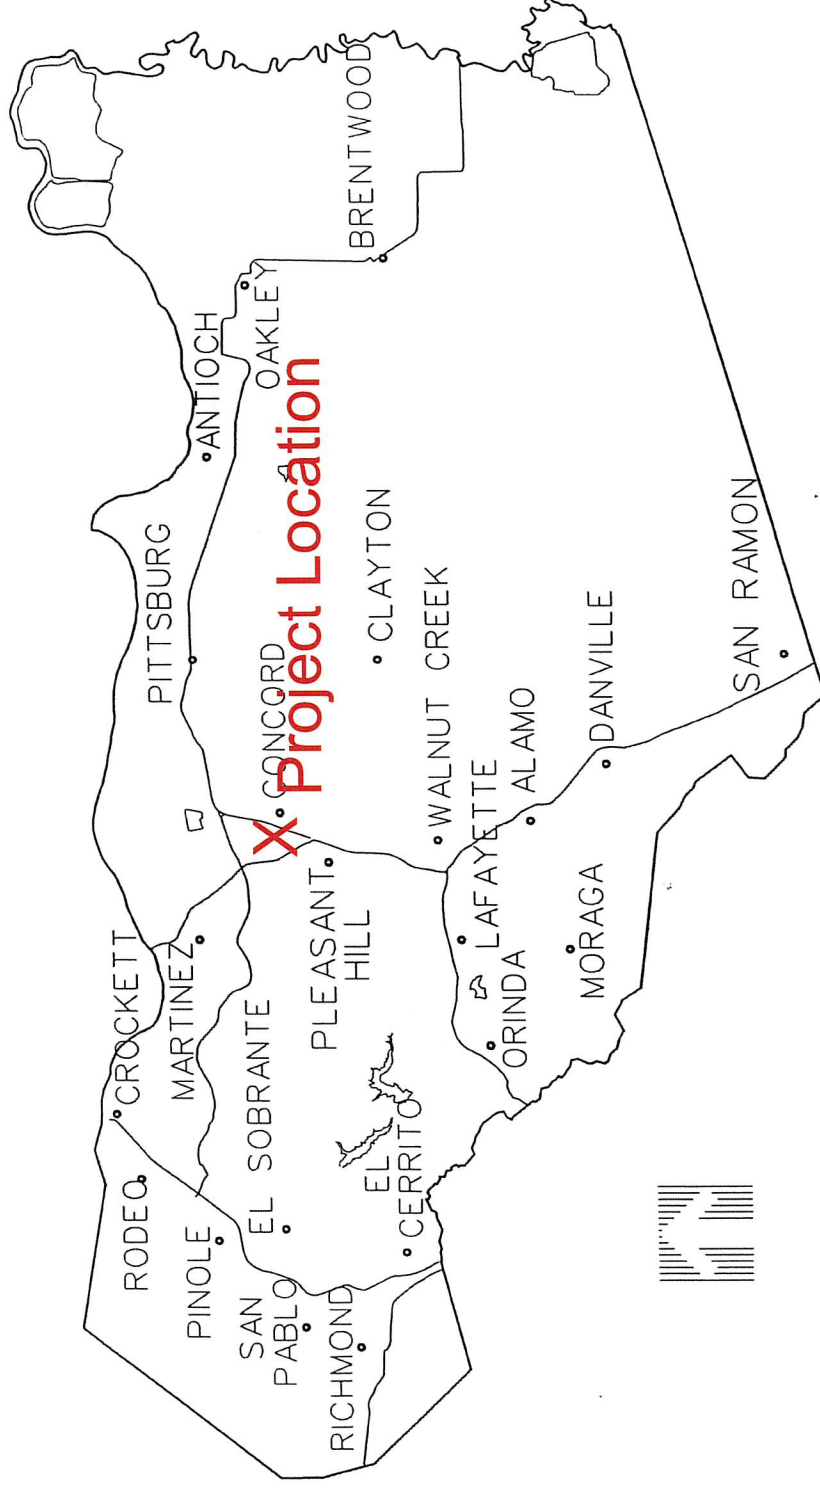 CROCKETT
RODEO
MARTINEZ
PINOLE
EL SOBRANTE
SAN
PABLO
RICHMOND
EL
CERRITO
PITTSBURG
ANTIOCH
OAKLEY
BRENTWOOD
CONCORD
X Project Location
PLEASANT
HILL
CLAYTON
WALNUT CREEK
LAFAYETTE
ORINDA
ALAMO
MORAGA
DANVILLE
SAN RAMON